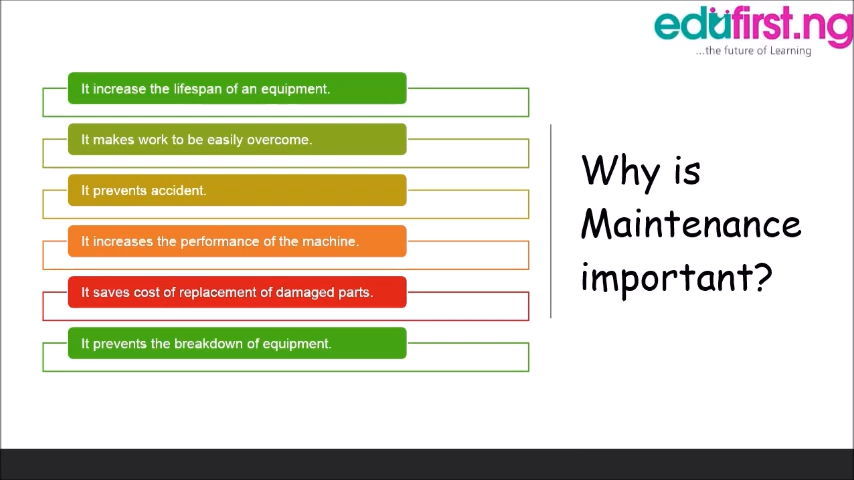 edufirst.ng
...the future of Learning
It increase the lifespan of an equipment.
It makes work to be easily overcome.
It prevents accident.
It increases the performance of the machine.
It saves cost of replacement of damaged parts.
It prevents the breakdown of equipment.
Why is
Maintenance
important?